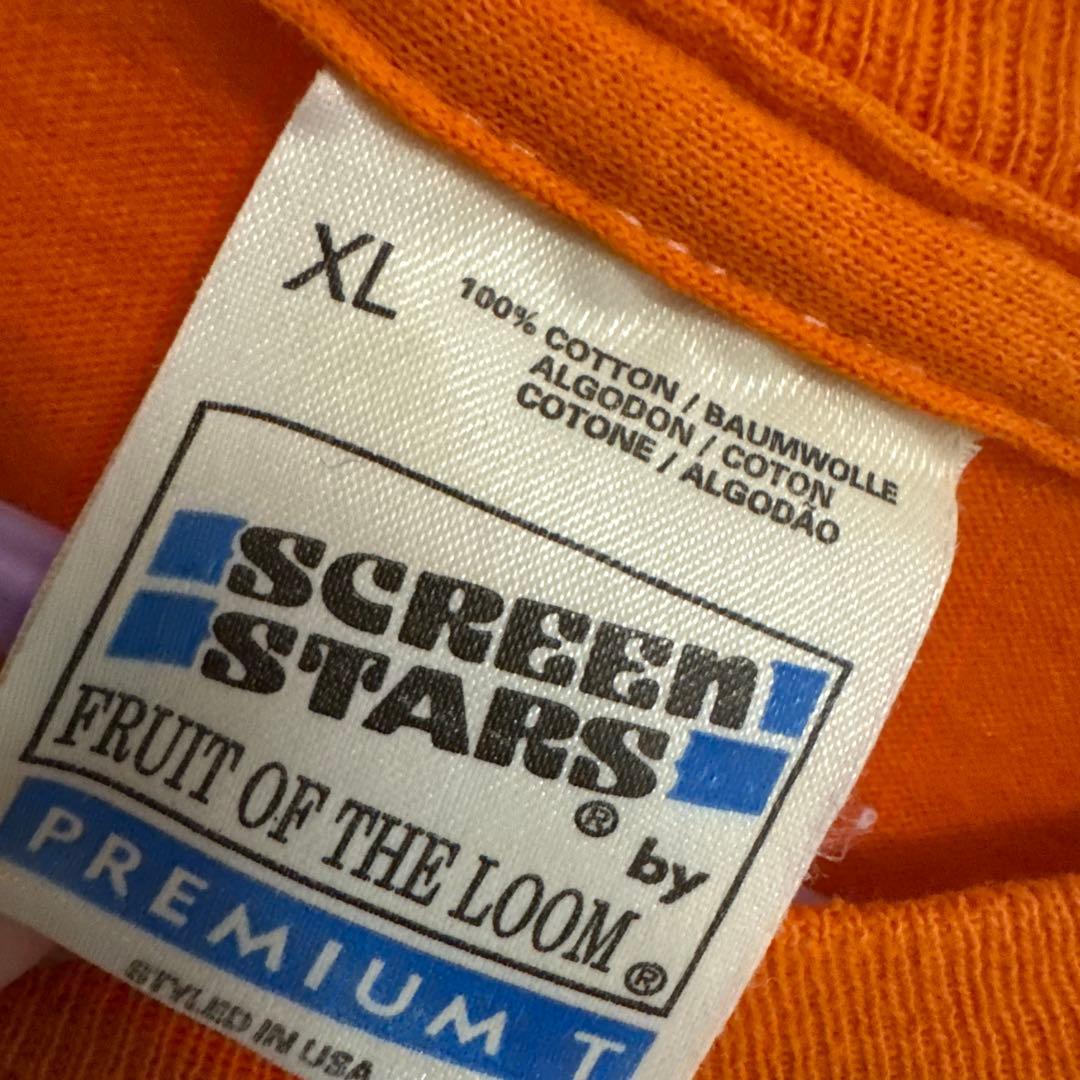 XL
100% COTTON / BAUMWOLLE
ALGODON / COTON
COTONE / ALGODÃO
SCREEN
STARS® by
FRUIT OF THE LOOM®
PREMIUM T
STYLED IN USA